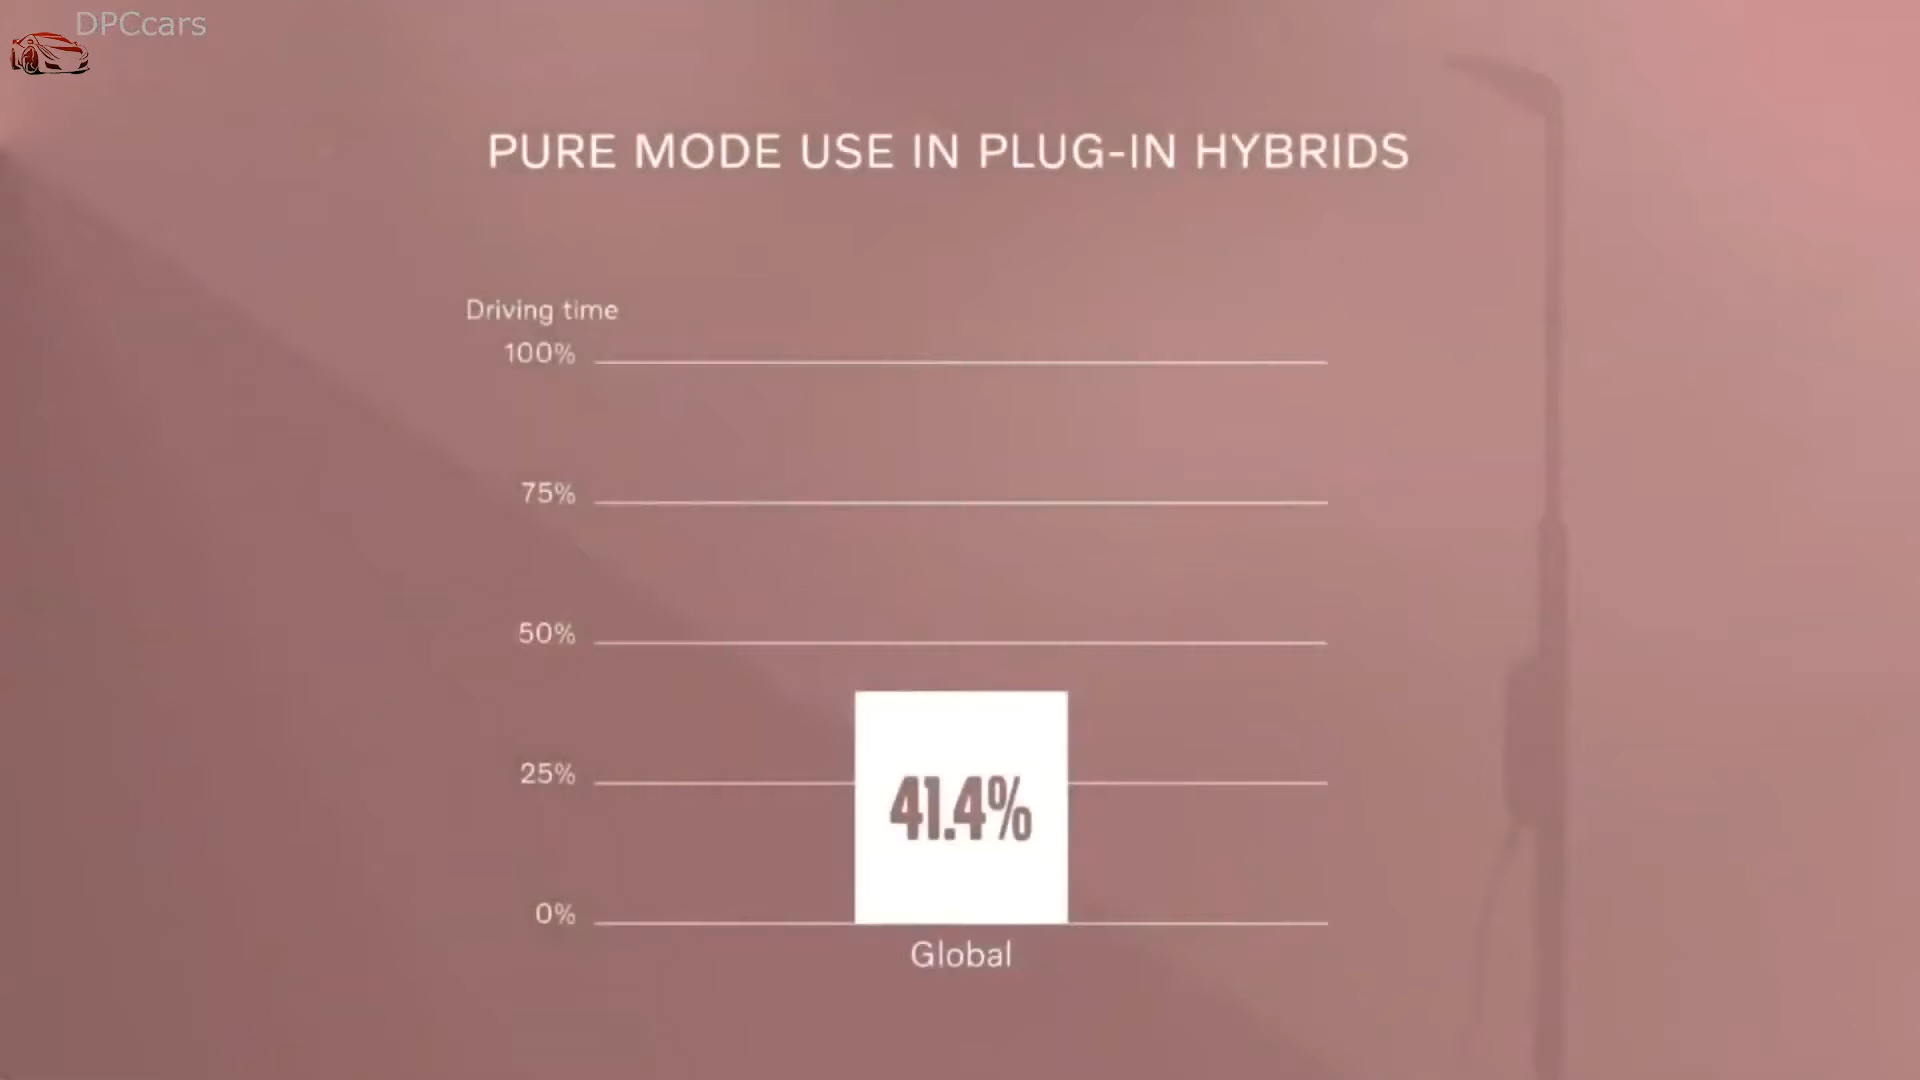 DPCcars
PURE MODE USE IN PLUG-IN HYBRIDS
Driving time
100%
75%
50%
25%
41.4%
0%
Global